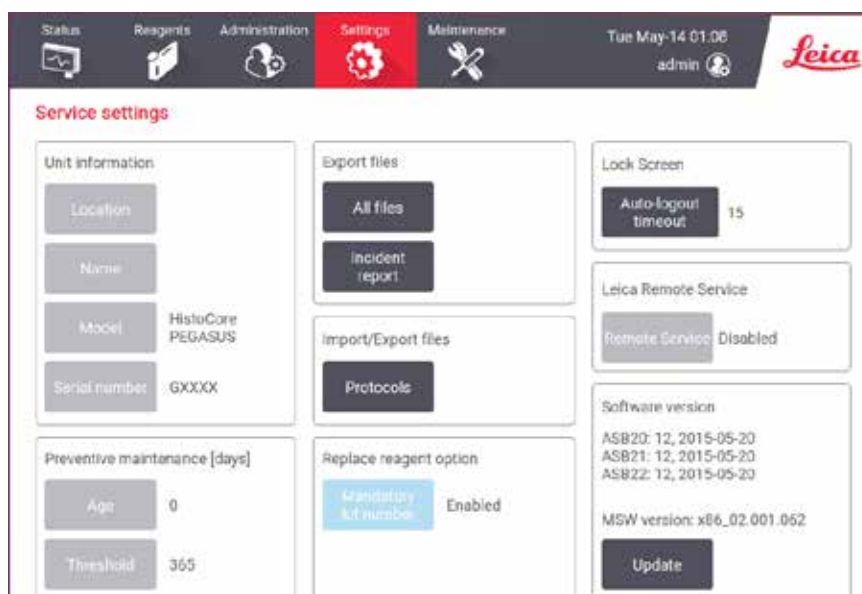 Status Reagents Administration Settings Maintenance
Tue May-14 01:06
admin
Leica
Service settings
Unit information
Location
Name
Model
HistoCore
PEGASUS
Serial number
GXXXX
Preventive maintenance [days]
Age
0
Threshold
365
Export files
All files
Incident
report
Import/Export files
Protocols
Replace reagent option
Mandatory
lot number
Enabled
Lock Screen
Auto-logout
timeout
15
Leica Remote Service
Remote Service
Disabled
Software version
ASB20: 12, 2015-05-20
ASB21: 12, 2015-05-20
ASB22: 12, 2015-05-20
MSW version: x86_02.001.062
Update